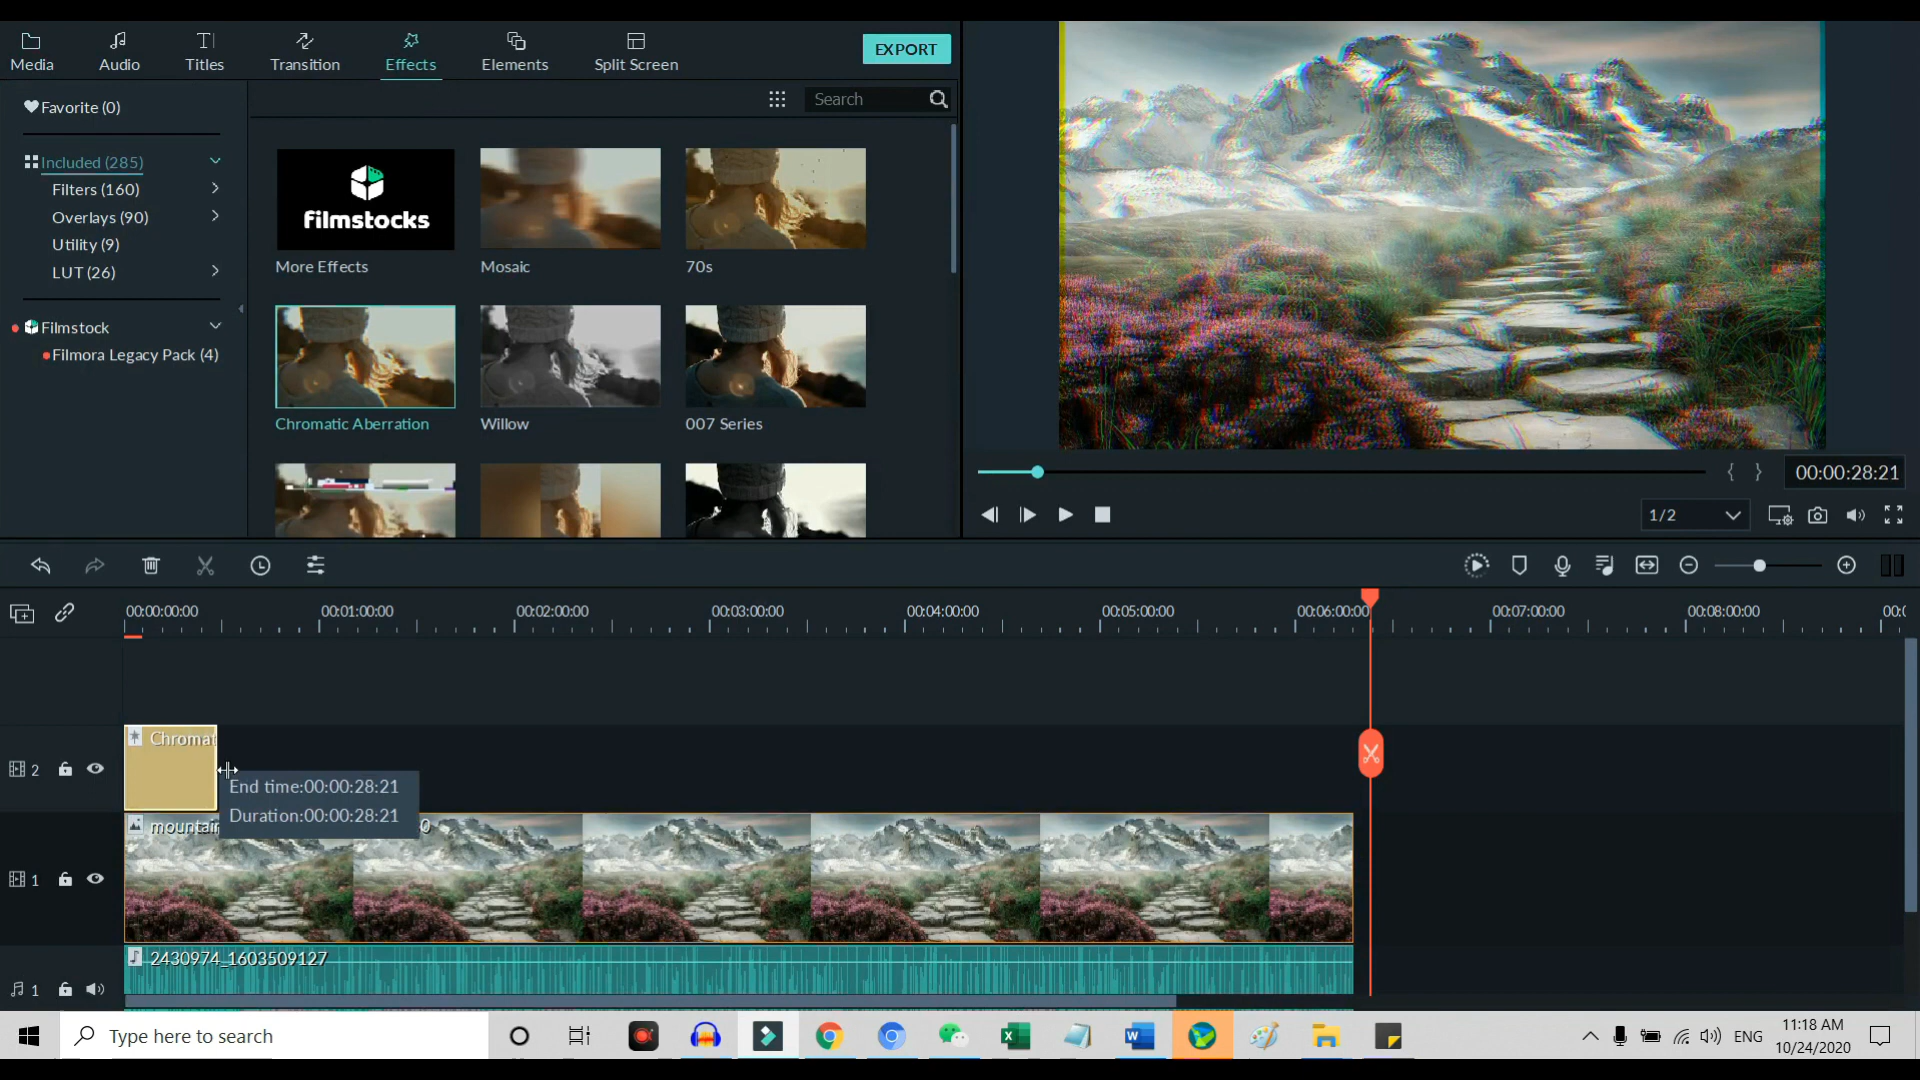 Media
Audio
Titles
Transition
Effects
Elements
Split Screen
EXPORT
Favorite (0)
Included (285)
Filters (160)
Overlays (90)
Utility (9)
LUT (26)
Filmstock
Filmora Legacy Pack (4)
Search
filmstocks
More Effects
Mosaic
70s
Chromatic Aberration
Willow
007 Series
{ }
00:00:28:21
1/2
00:00:00:00
00:01:00:00
00:02:00:00
00:03:00:00
00:04:00:00
00:05:00:00
00:06:00:00
00:07:00:00
00:08:00:00
2
Chromat
End time:00:00:28:21
Duration:00:00:28:21
1
mountain
0
1
2430974_1603509127
Type here to search
ENG
11:18 AM
10/24/2020